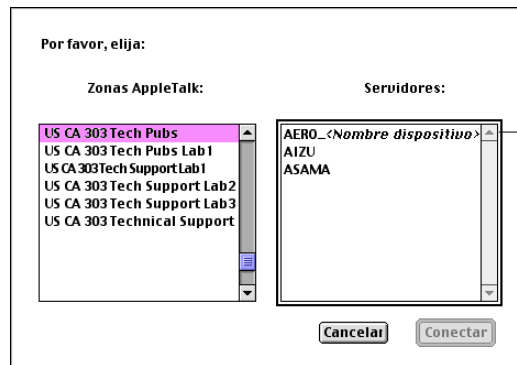 Por favor, elija:
Zonas AppleTalk:
Servidores:
US CA 303 Tech Pubs
US CA 303 Tech Pubs Lab1
US CA 303Tech Support Lab1
US CA 303 Tech Support Lab2
US CA 303 Tech Support Lab3
US CA 303 Technical Support
AERO_<Nombre dispositivo>
AIZU
ASAMA
Cancelar
Conectar